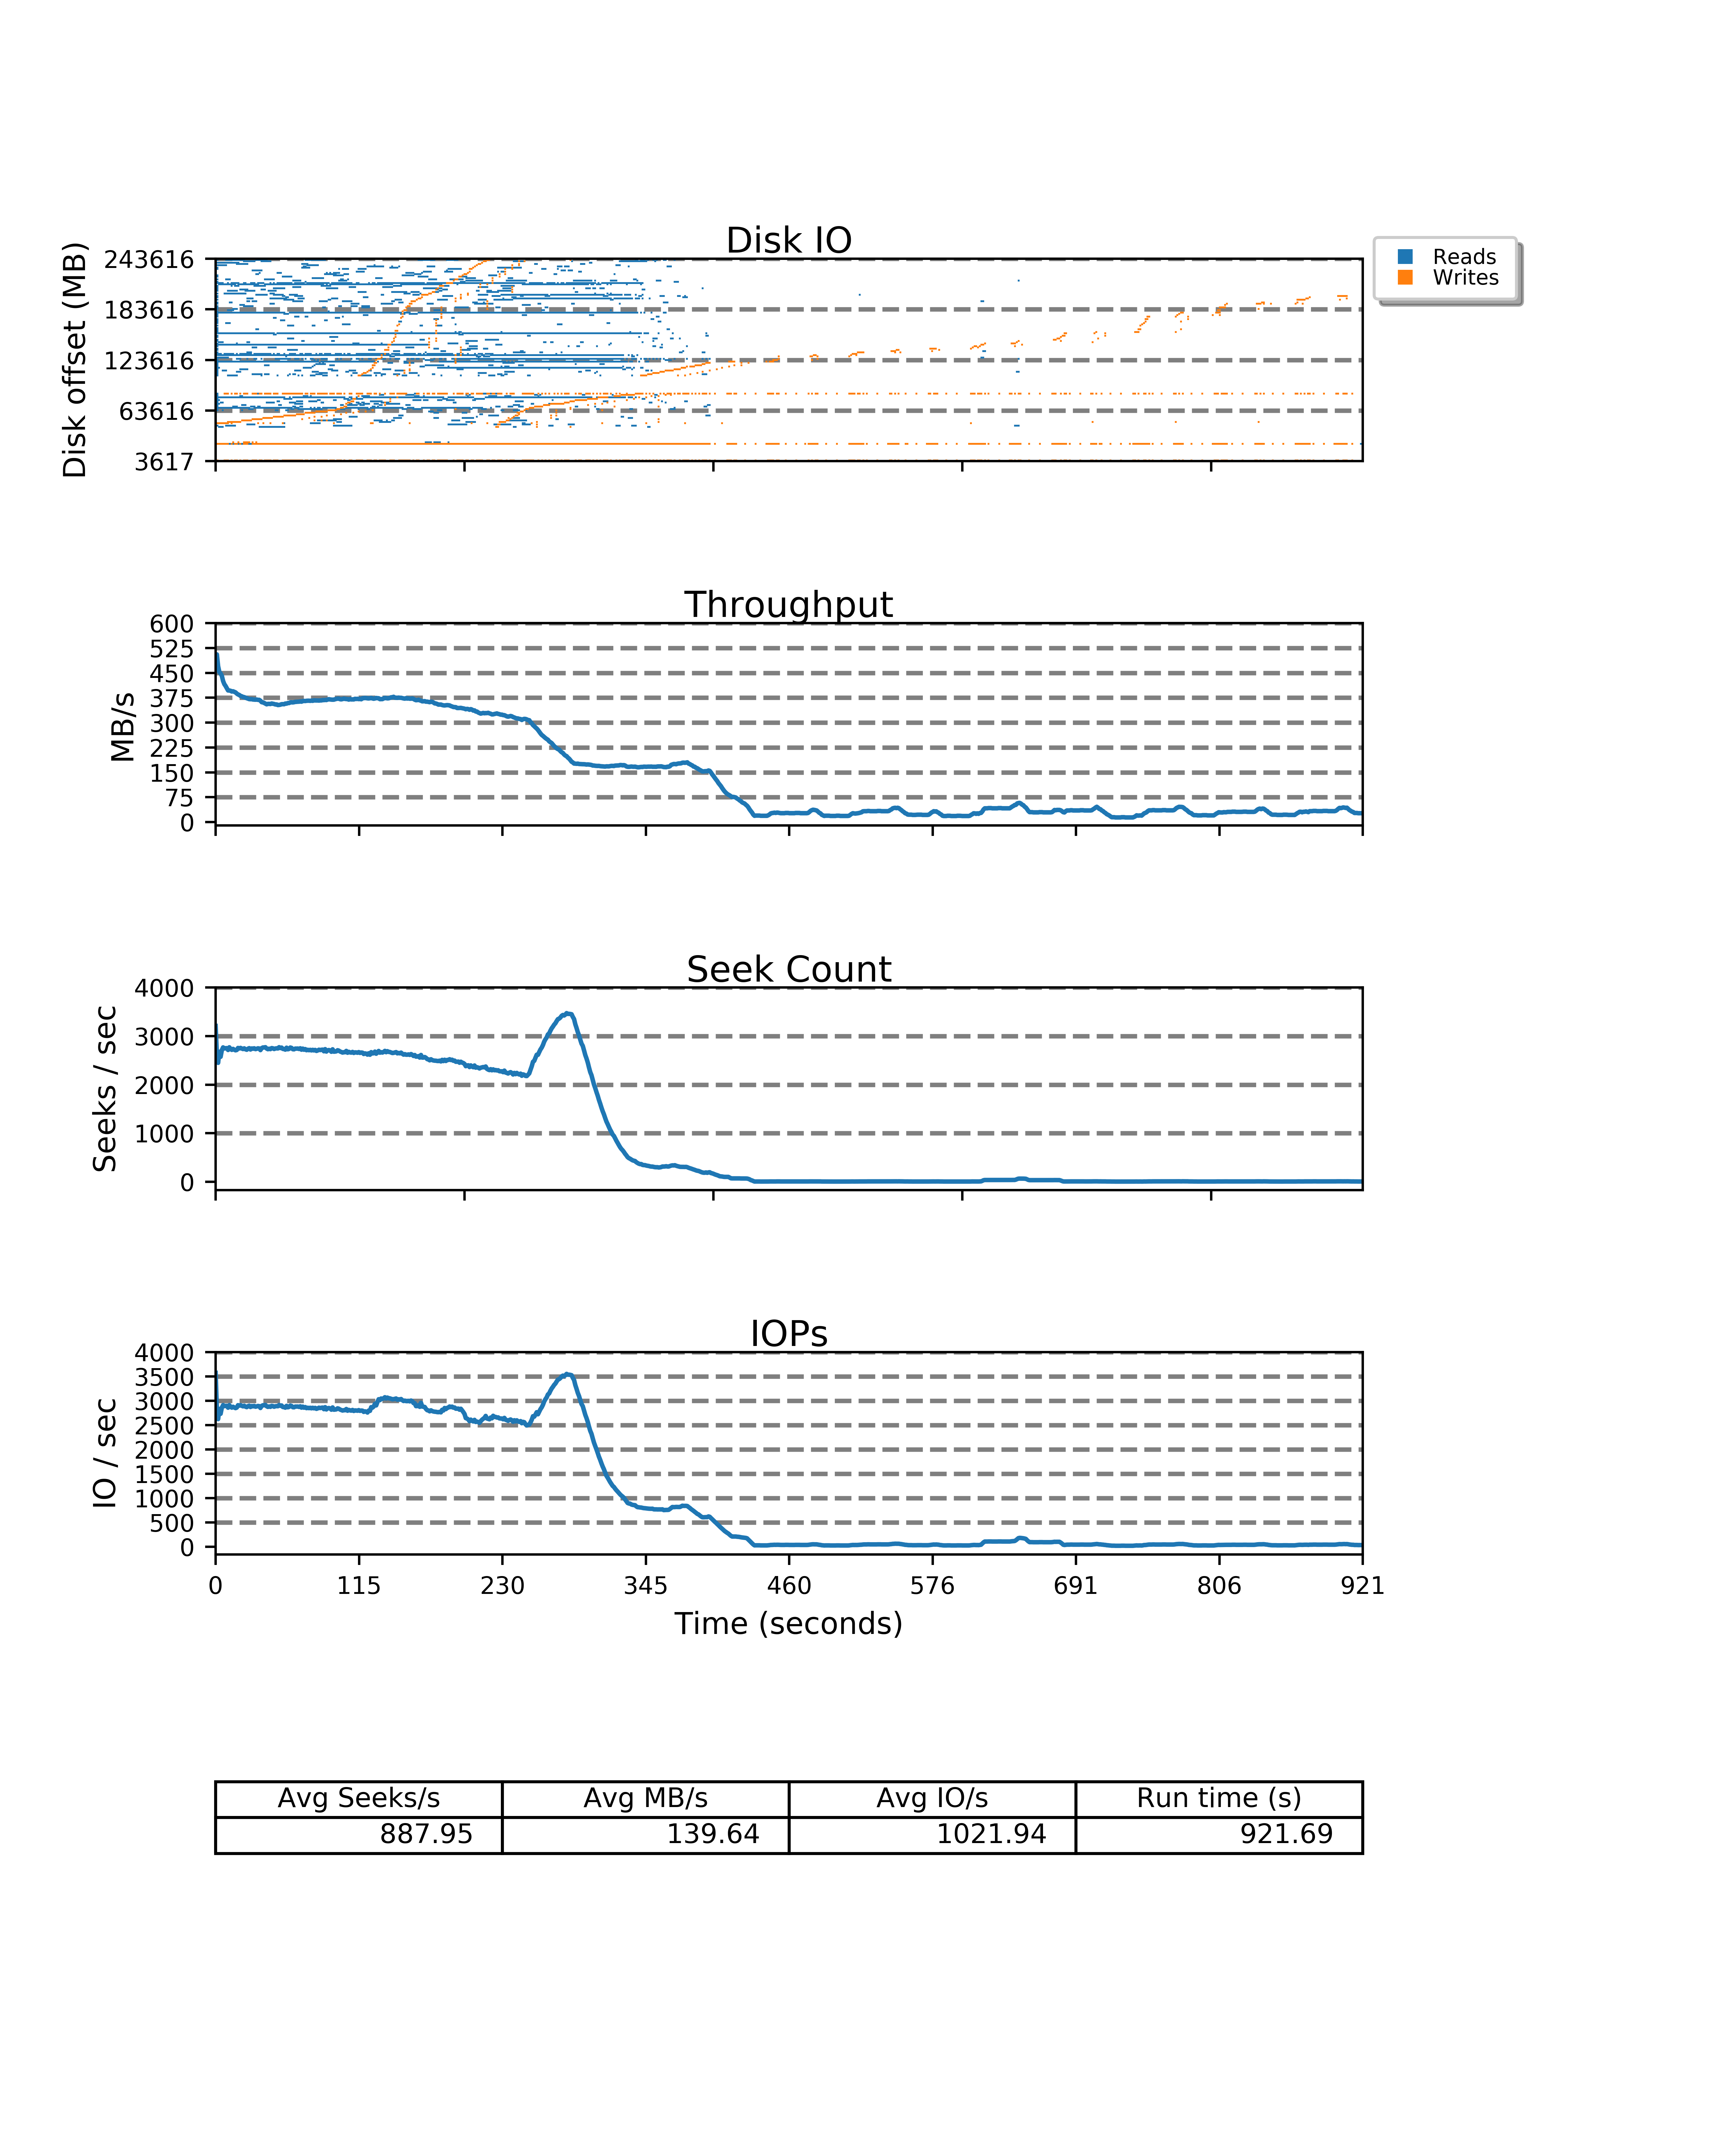 Disk IO
Disk offset (MB)
243616
183616
123616
63616
3617
Reads
Writes
Throughput
MB/s
600
525
450
375
300
225
150
75
0
Seek Count
Seeks / sec
4000
3000
2000
1000
0
IOPs
IO / sec
4000
3500
3000
2500
2000
1500
1000
500
0
0 115 230 345 460 576 691 806 921
Time (seconds)
Avg Seeks/s Avg MB/s Avg IO/s Run time (s)
887.95 139.64 1021.94 921.69